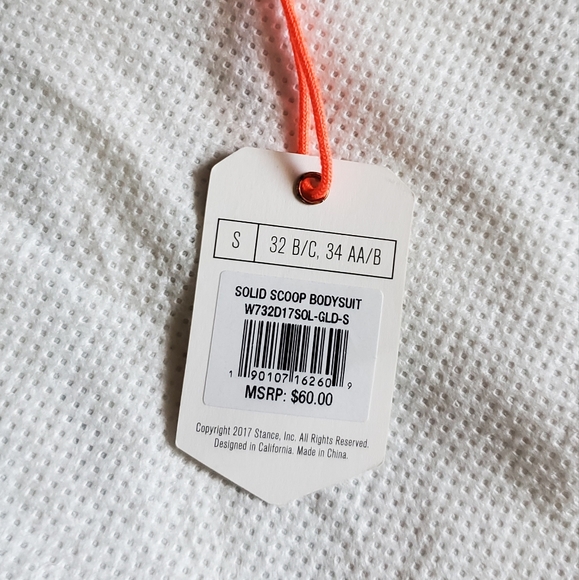 S 32 B/C, 34 AA/B
SOLID SCOOP BODYSUIT
W732D17SOL-GLD-S
1 90107 16260 9
MSRP: $60.00
Copyright 2017 Stance, Inc. All Rights Reserved.
Designed in California. Made in China.